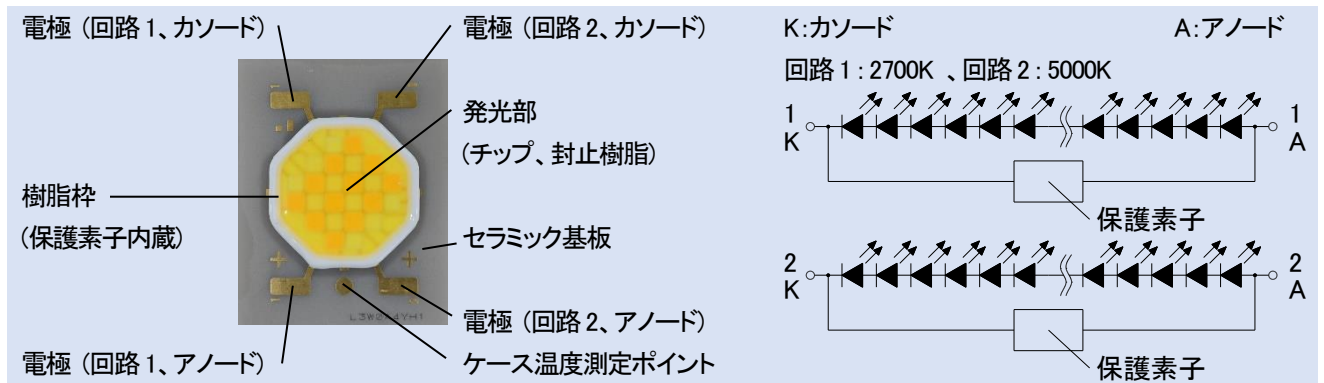 電極 (回路1、カソード)
電極 (回路2、カソード)
発光部
(チップ、封止樹脂)
樹脂枠
(保護素子内蔵)
セラミック基板
電極 (回路2、アノード)
電極 (回路1、アノード)
ケース温度測定ポイント
K:カソード
A:アノード
回路1:2700K 、回路2:5000K
1
K
1
A
保護素子
2
K
2
A
保護素子